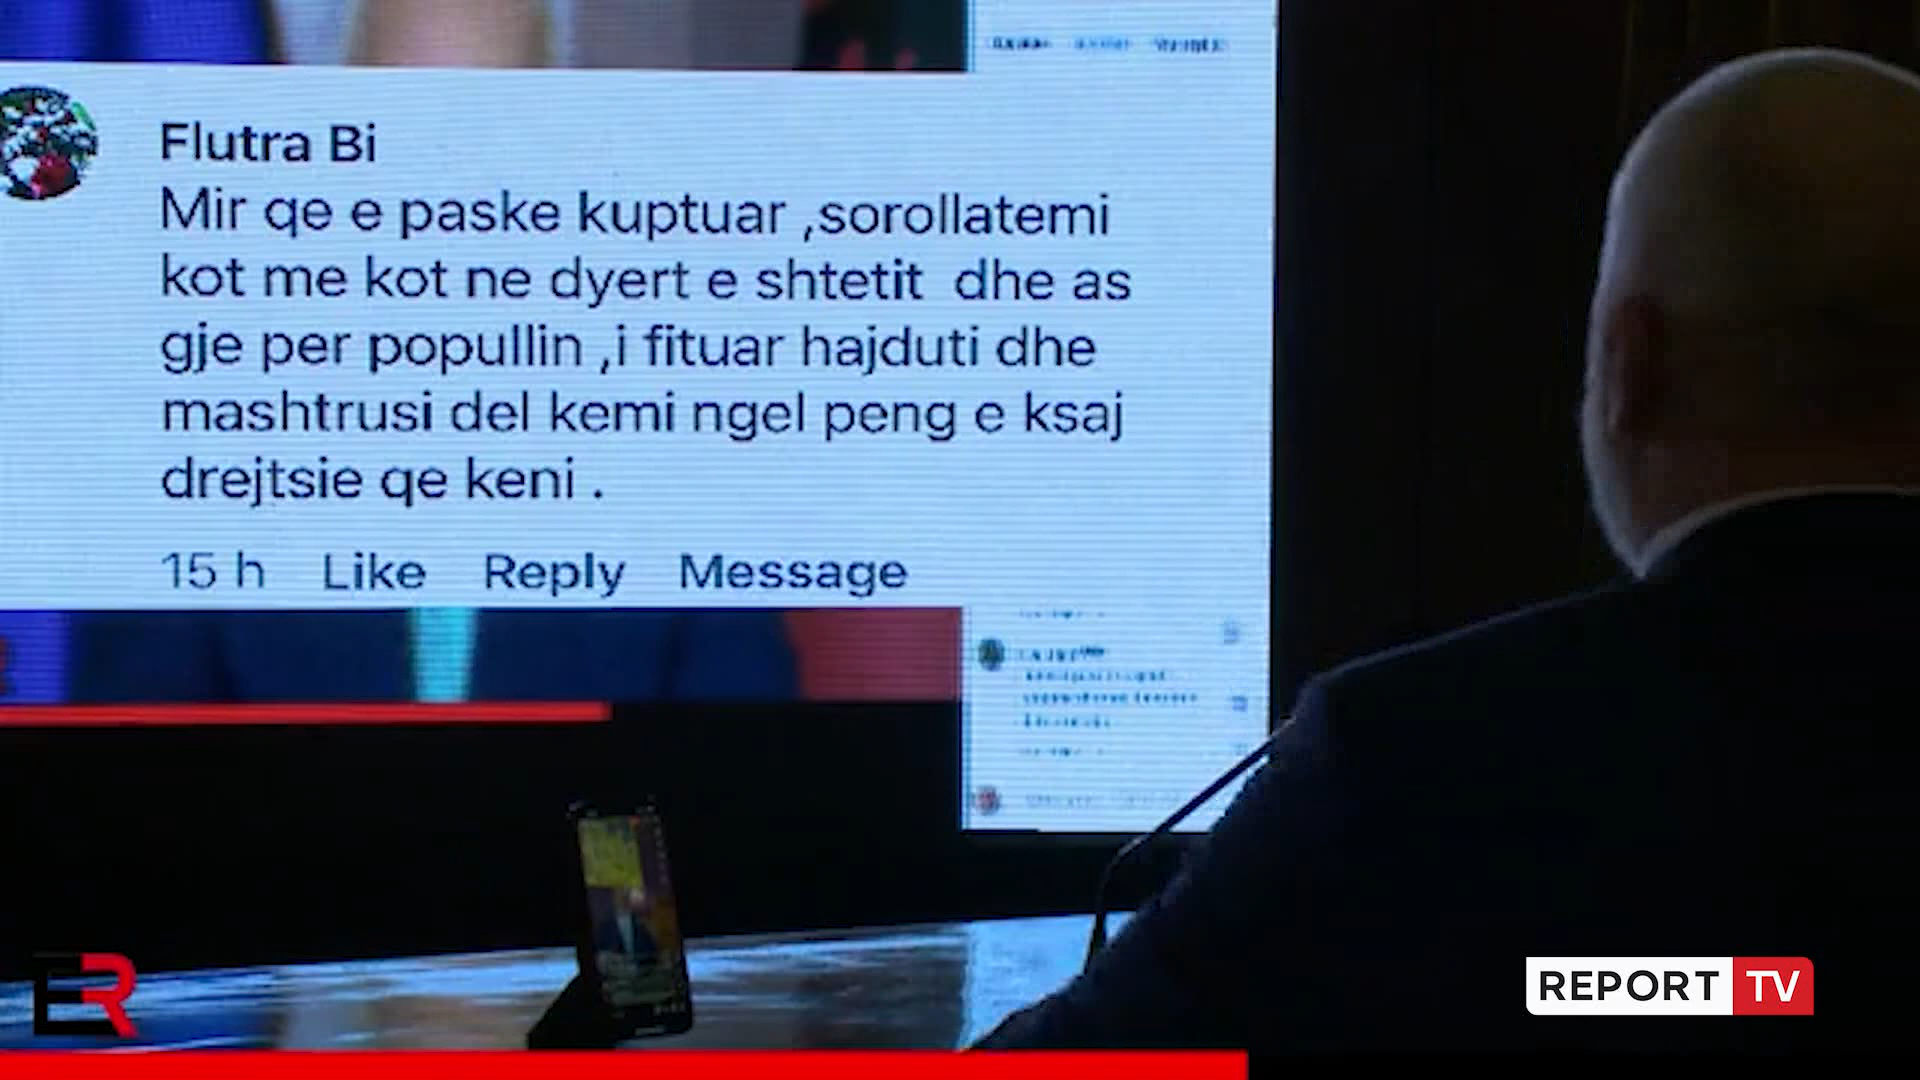 Flutra Bi
Mir qe e paske kuptuar ,sorollatemi
kot me kot ne dyert e shtetit dhe as
gje per popullin ,i fituar hajduti dhe
mashtrusi del kemi ngel peng e ksaj
drejtsie qe keni .
15 h Like Reply Message
ER
REPORT TV